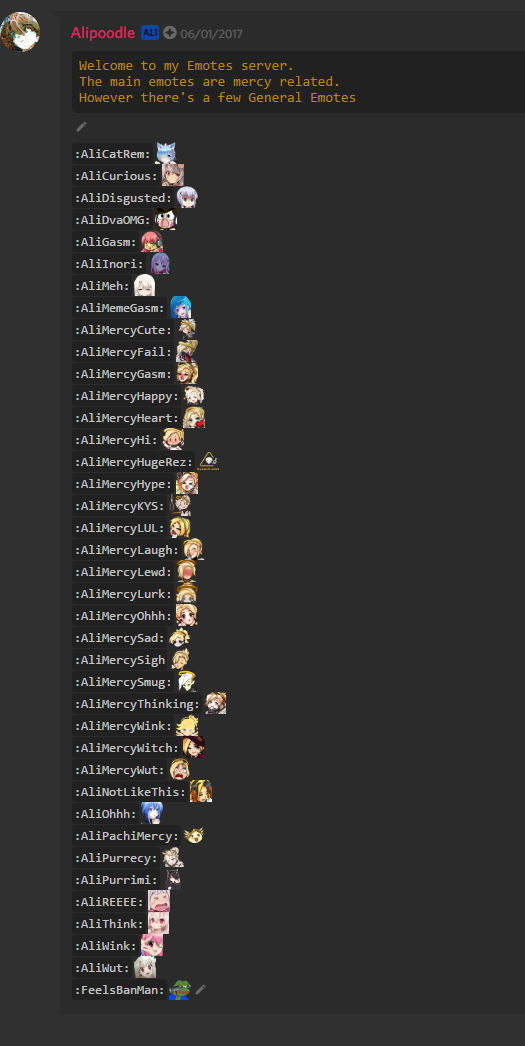 Alipoodle ALI 06/01/2017
Welcome to my Emotes server.
The main emotes are mercy related.
However there's a few General Emotes
:AliCatRem:
:AliCurious:
:AliDisgusted:
:AliDvaOMG:
:AliGasm:
:AliInori:
:AliMeh:
:AliMemeGasm:
:AliMercyCute:
:AliMercyFail:
:AliMercyGasm:
:AliMercyHappy:
:AliMercyHeart:
:AliMercyHi:
:AliMercyHugeRez:
:AliMercyHype:
:AliMercyKYS:
:AliMercyLUL:
:AliMercyLaugh:
:AliMercyLewd:
:AliMercyLurk:
:AliMercyOhhh:
:AliMercySad:
:AliMercySigh
:AliMercySmug:
:AliMercyThinking:
:AliMercyWink:
:AliMercyWitch:
:AliMercyWut:
:AliNotLikeThis:
:AliOhhh:
:AliPachiMercy:
:AliPurrecy:
:AliPurrimi:
:AliREEEE:
:AliThink:
:AliWink:
:AliWut:
:FeelsBanMan: